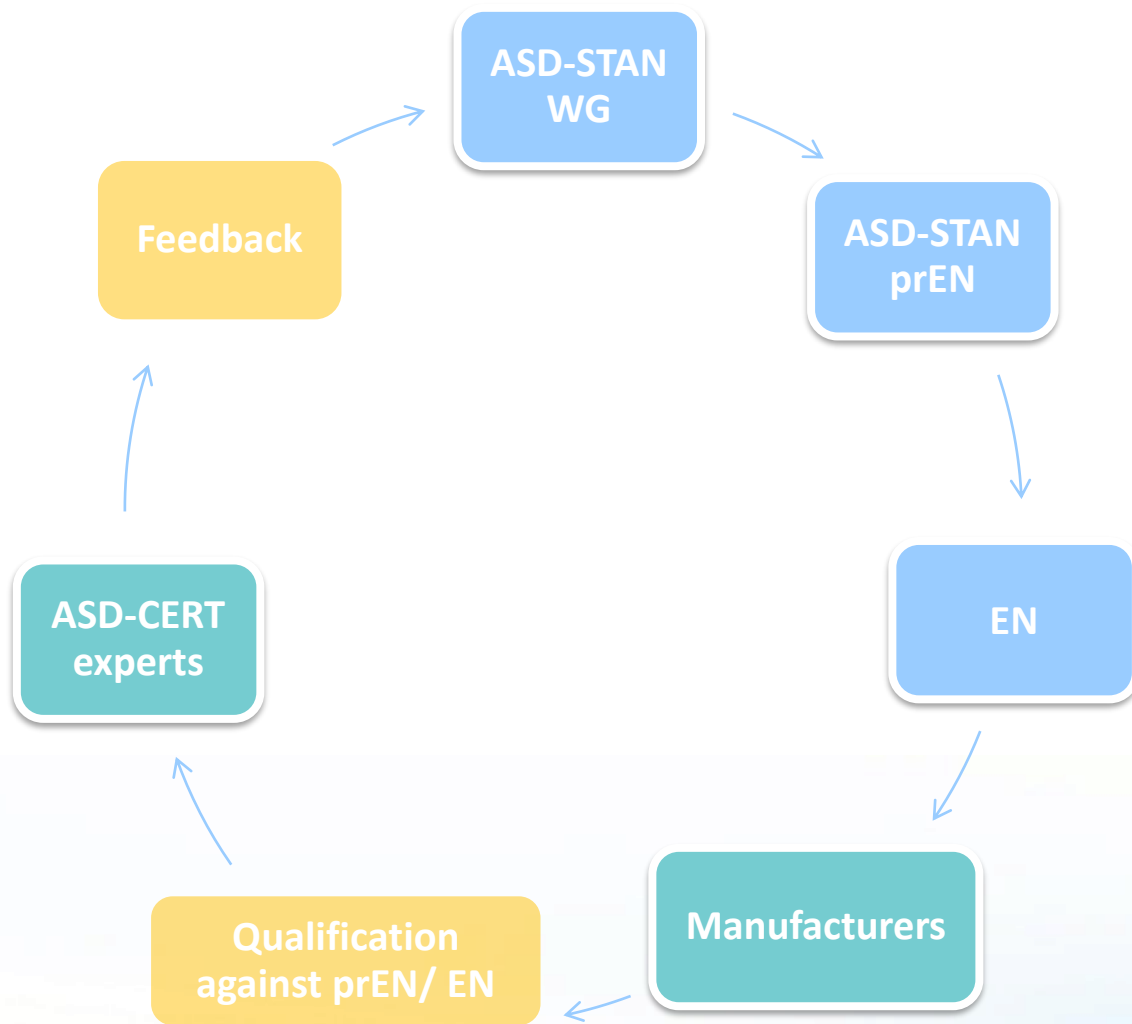 ASD-STAN
WG
ASD-STAN
prEN
EN
Manufacturers
Qualification
against prEN/ EN
ASD-CERT
experts
Feedback